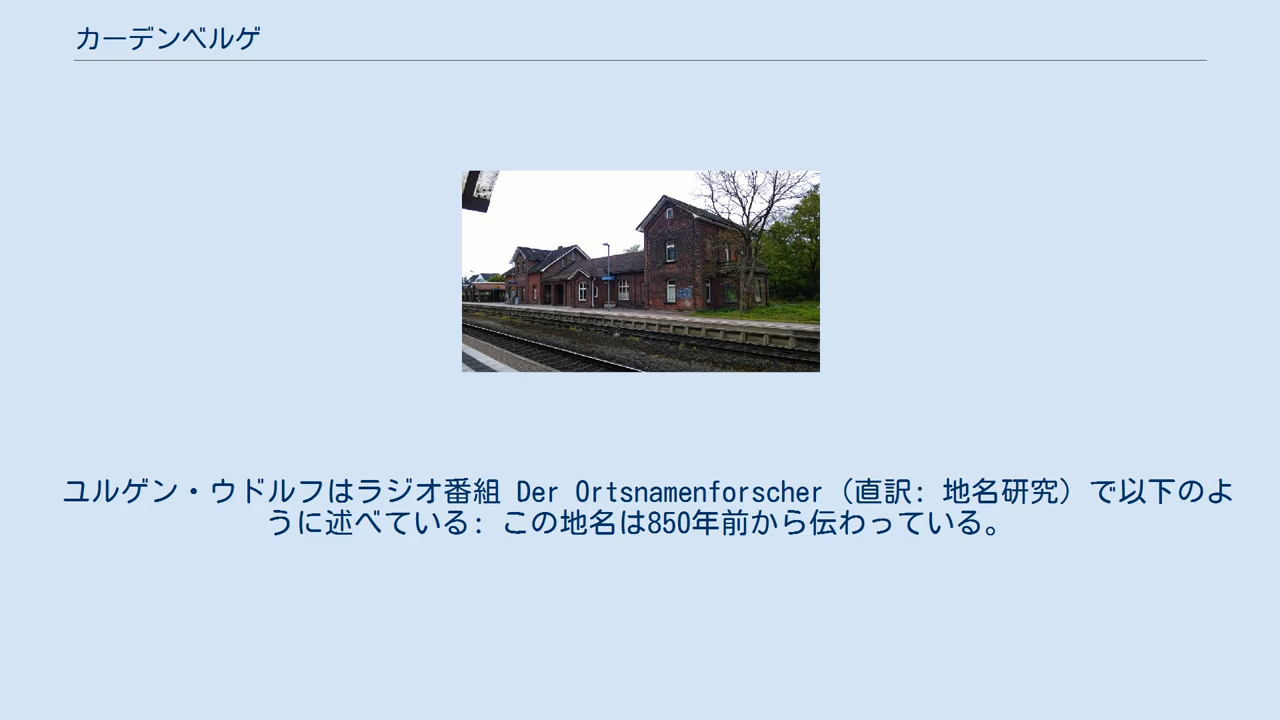 カーデンベルゲ
ユルゲン・ウドルフはラジオ番組 Der Ortsnamenforscher（直訳: 地名研究）で以下のよ
うに述べている: この地名は850年前から伝わっている。